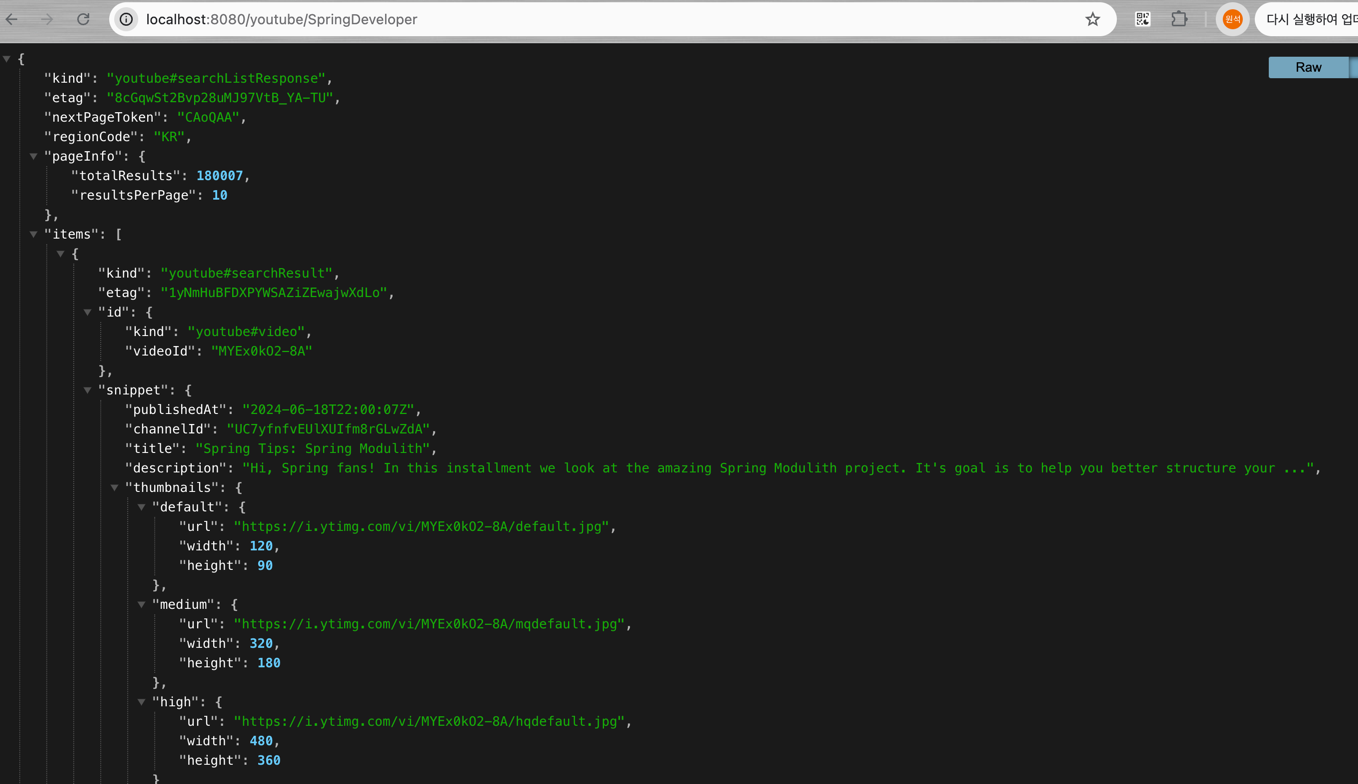 localhost:8080/youtube/SpringDeveloper
원석
다시 실행하여 업데
Raw
{
"kind": "youtube#searchListResponse",
"etag": "8cGqwSt2Bvp28uMJ97VtB_YA-TU",
"nextPageToken": "CAoQAA",
"regionCode": "KR",
"pageInfo": {
"totalResults": 180007,
"resultsPerPage": 10
},
"items": [
{
"kind": "youtube#searchResult",
"etag": "1yNmHuBFDXPYWSAZiZEwajwXdLo",
"id": {
"kind": "youtube#video",
"videoId": "MYEx0kO2-8A"
},
"snippet": {
"publishedAt": "2024-06-18T22:00:07Z",
"channelId": "UC7yfnfvEUlXUIfm8rGLwZdA",
"title": "Spring Tips: Spring Modulith",
"description": "Hi, Spring fans! In this installment we look at the amazing Spring Modulith project. It's goal is to help you better structure your ...",
"thumbnails": {
"default": {
"url": "https://i.ytimg.com/vi/MYEx0kO2-8A/default.jpg",
"width": 120,
"height": 90
},
"medium": {
"url": "https://i.ytimg.com/vi/MYEx0kO2-8A/mqdefault.jpg",
"width": 320,
"height": 180
},
"high": {
"url": "https://i.ytimg.com/vi/MYEx0kO2-8A/hqdefault.jpg",
"width": 480,
"height": 360
}